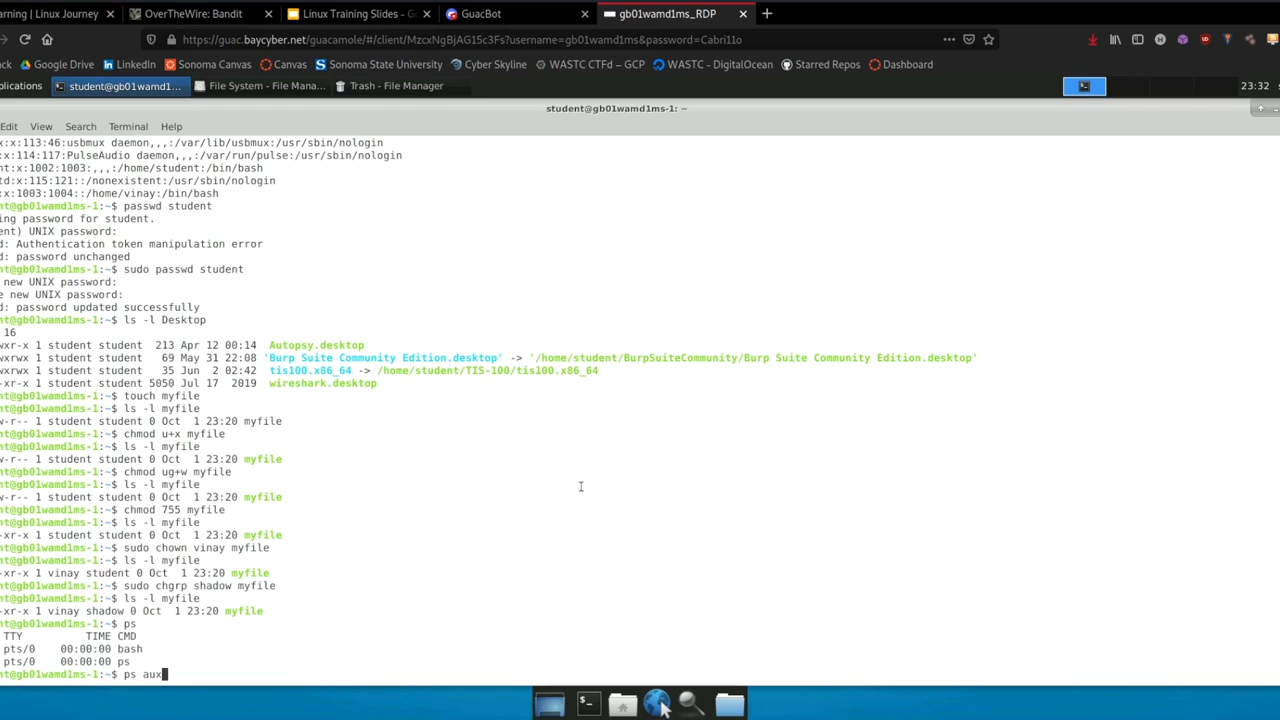 arning | Linux Journey
OverTheWire: Bandit
Linux Training Slides - Go
GuacBot
gb01wamd1ms_RDP
https://guac.baycyber.net/guacamole/#/client/MzcxNgBjAG15c3Fs?username=gb01wamd1ms&password=Cabri11o
ack
Google Drive
LinkedIn
Sonoma Canvas
Canvas
Sonoma State University
Cyber Skyline
WASTC CTFd – GCP
WASTC - DigitalOcean
Starred Repos
Dashboard
plications
student@gb01wamd1...
File System - File Mana...
Trash - File Manager
23:32
student@gb01wamd1ms-1: ~
Edit View Search Terminal Help
x:x:113:46:usbmux daemon,,,:/var/lib/usbmux:/usr/sbin/nologin
x:x:114:117:PulseAudio daemon,,,:/var/run/pulse:/usr/sbin/nologin
nt:x:1002:1003:,,,:/home/student:/bin/bash
td:x:115:121::/nonexistent:/usr/sbin/nologin
:x:1003:1004::/home/vinay:/bin/bash
nt@gb01wamd1ms-1:~$ passwd student
ing password for student.
ent) UNIX password:
d: Authentication token manipulation error
d: password unchanged
nt@gb01wamd1ms-1:~$ sudo passwd student
 new UNIX password:
e new UNIX password:
d: password updated successfully
nt@gb01wamd1ms-1:~$ ls -l Desktop
 16
wxr-x 1 student student  213 Apr 12 00:14  Autopsy.desktop
wxrwx 1 student student   69 May 31 22:08 'Burp Suite Community Edition.desktop' -> '/home/student/BurpSuiteCommunity/Burp Suite Community Edition.desktop'
wxrwx 1 student student   35 Jun  2 02:42  tis100.x86_64 -> /home/student/TIS-100/tis100.x86_64
-xr-x 1 student student 5050 Jul 17  2019  wireshark.desktop
nt@gb01wamd1ms-1:~$ touch myfile
nt@gb01wamd1ms-1:~$ ls -l myfile
w-r-- 1 student student 0 Oct  1 23:20 myfile
nt@gb01wamd1ms-1:~$ chmod u+x myfile
nt@gb01wamd1ms-1:~$ ls -l myfile
w-r-- 1 student student 0 Oct  1 23:20 myfile
nt@gb01wamd1ms-1:~$ chmod ug+w myfile
nt@gb01wamd1ms-1:~$ ls -l myfile
w-r-- 1 student student 0 Oct  1 23:20 myfile
nt@gb01wamd1ms-1:~$ chmod 755 myfile
nt@gb01wamd1ms-1:~$ ls -l myfile
-xr-x 1 student student 0 Oct  1 23:20 myfile
nt@gb01wamd1ms-1:~$ sudo chown vinay myfile
nt@gb01wamd1ms-1:~$ ls -l myfile
-xr-x 1 vinay student 0 Oct  1 23:20 myfile
nt@gb01wamd1ms-1:~$ sudo chgrp shadow myfile
nt@gb01wamd1ms-1:~$ ls -l myfile
-xr-x 1 vinay shadow 0 Oct  1 23:20 myfile
nt@gb01wamd1ms-1:~$ ps
TTY          TIME CMD
pts/0    00:00:00 bash
pts/0    00:00:00 ps
nt@gb01wamd1ms-1:~$ ps aux